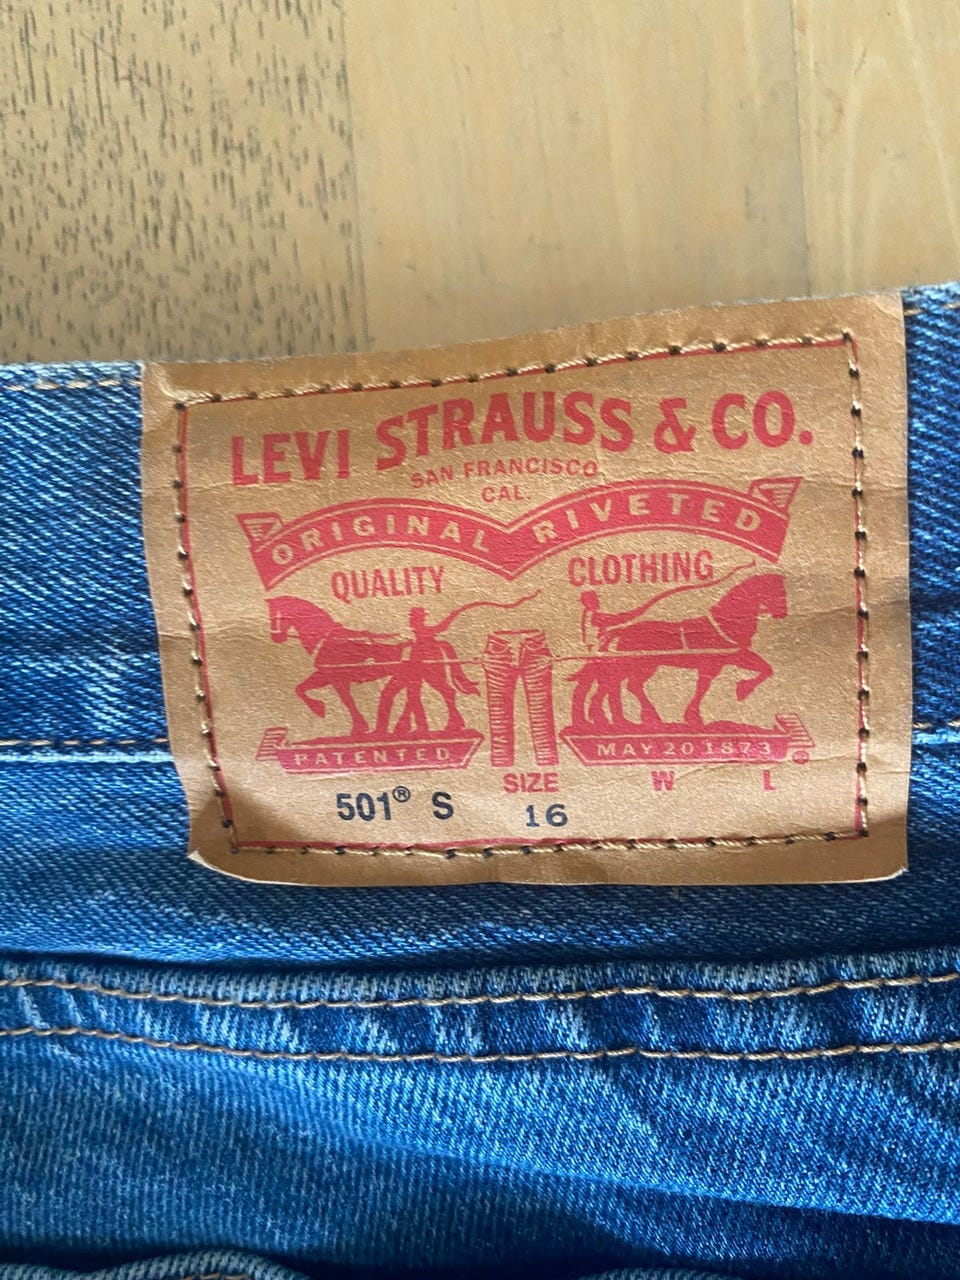 LEVI STRAUSS & CO.
SAN FRANCISCO,
CAL.
ORIGINAL RIVETED
QUALITY CLOTHING
PATENTED MAY 20 1873 ®
SIZE W L
501® S 16